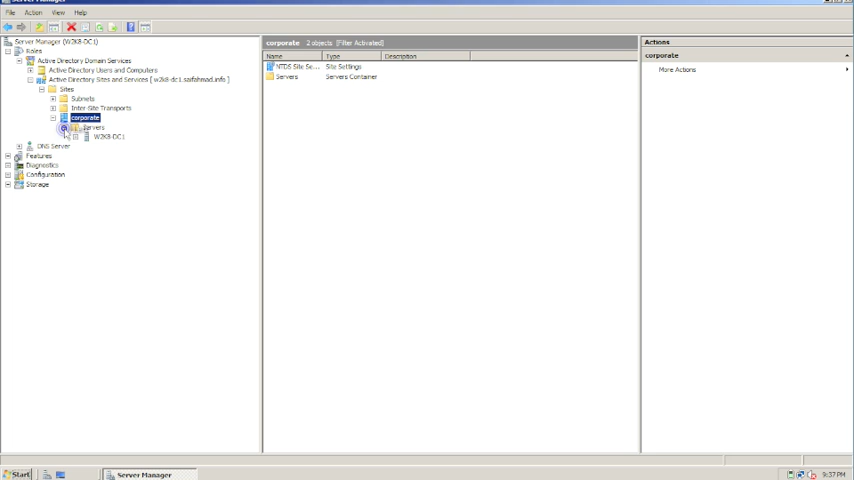 Server Manager
File Action View Help
Server Manager (W2K8-DC1)
Roles
Active Directory Domain Services
Active Directory Users and Computers
Active Directory Sites and Services [ w2k8-dc1.saifahmad.info ]
Sites
Subnets
Inter-Site Transports
corporate
Servers
W2K8-DC1
DNS Server
Features
Diagnostics
Configuration
Storage
corporate 2 objects [Filter Activated]
Name Type Description
NTDS Site Se... Site Settings
Servers Servers Container
Actions
corporate
More Actions
Start Server Manager 9:37 PM